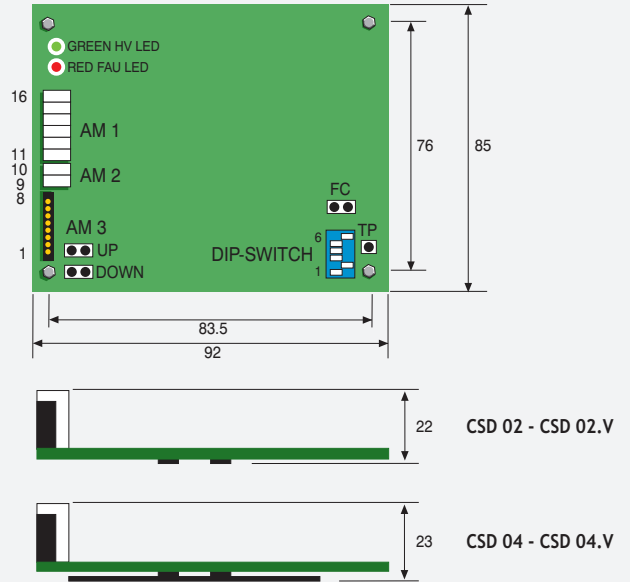 GREEN HV LED
RED FAU LED
16
AM 1
11
10
AM 2
9
8
AM 3
1
UP
DOWN
FC
TP
DIP-SWITCH
6
1
76
85
83.5
92
22
CSD 02 - CSD 02.V
23
CSD 04 - CSD 04.V